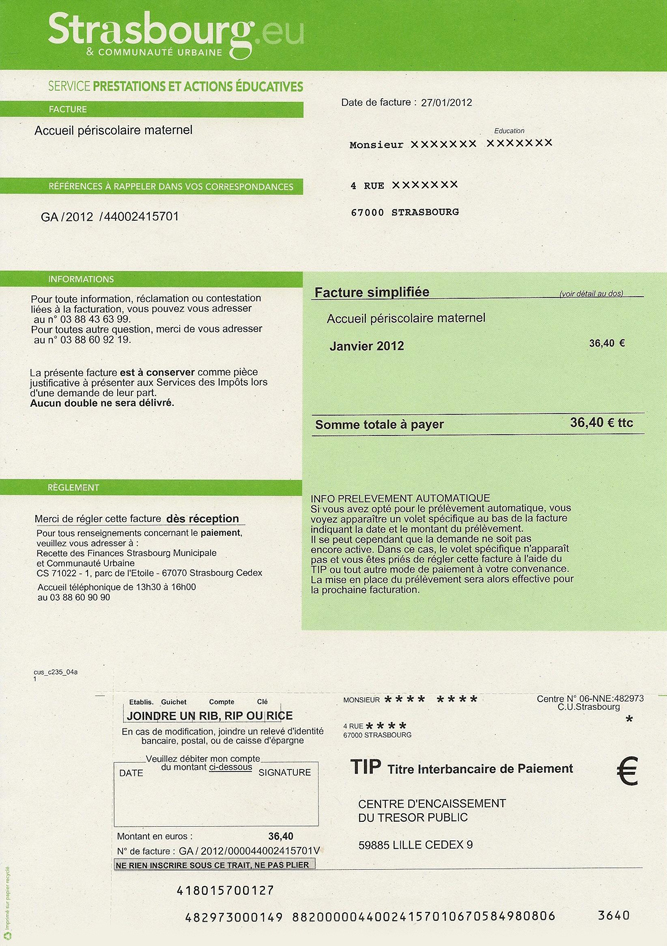 Strasbourg.eu
& COMMUNAUTÉ URBAINE
SERVICE PRESTATIONS ET ACTIONS ÉDUCATIVES
FACTURE
Accueil périscolaire maternel
Date de facture : 27/01/2012
Education
Monsieur XXXXXXX XXXXXXX
4 RUE XXXXXXX
67000 STRASBOURG
RÉFÉRENCES À RAPPELER DANS VOS CORRESPONDANCES
GA/2012 /44002415701
INFORMATIONS
Pour toute information, réclamation ou contestation
liées à la facturation, vous pouvez vous adresser
au n° 03 88 43 63 99.
Pour toutes autre question, merci de vous adresser
au n° 03 88 60 92 19.
La présente facture est à conserver comme pièce
justificative à présenter aux Services des Impôts lors
d'une demande de leur part.
Aucun double ne sera délivré.
Facture simplifiée (voir détail au dos)
Accueil périscolaire maternel
Janvier 2012 36,40 €
Somme totale à payer 36,40 € ttc
RÈGLEMENT
Merci de régler cette facture dès réception
Pour tous renseignements concernant le paiement,
veuillez vous adresser à :
Recette des Finances Strasbourg Municipale
et Communauté Urbaine
CS 71022 - 1, parc de l'Etoile - 67070 Strasbourg Cedex
Accueil téléphonique de 13h30 à 16h00
au 03 88 60 90 90
INFO PRELEVEMENT AUTOMATIQUE
Si vous avez opté pour le prélèvement automatique, vous
voyez apparaître un volet spécifique au bas de la facture
indiquant la date et le montant du prélèvement.
Il se peut cependant que la demande ne soit pas
encore active. Dans ce cas, le volet spécifique n'apparaît
pas et vous êtes priés de régler cette facture à l'aide du
TIP ou tout autre mode de paiement à votre convenance.
La mise en place du prélèvement sera alors effective pour
la prochaine facturation.
cus_c235_04a
1
Etablis. Guichet Compte Clé
JOINDRE UN RIB, RIP OU RICE
En cas de modification, joindre un relevé d'identité
bancaire, postal, ou de caisse d'épargne
Veuillez débiter mon compte
du montant ci-dessous
DATE SIGNATURE
Montant en euros : 36,40
N° de facture : GA / 2012/000044002415701V
NE RIEN INSCRIRE SOUS CE TRAIT, NE PAS PLIER
MONSIEUR **** ****
4 RUE ****
67000 STRASBOURG
Centre N° 06-NNE:482973
C.U.Strasbourg
*
TIP Titre Interbancaire de Paiement €
CENTRE D'ENCAISSEMENT
DU TRESOR PUBLIC
59885 LILLE CEDEX 9
418015700127
482973000149 882000004400241570106705849808​06 3640
imprimé sur papier recyclé